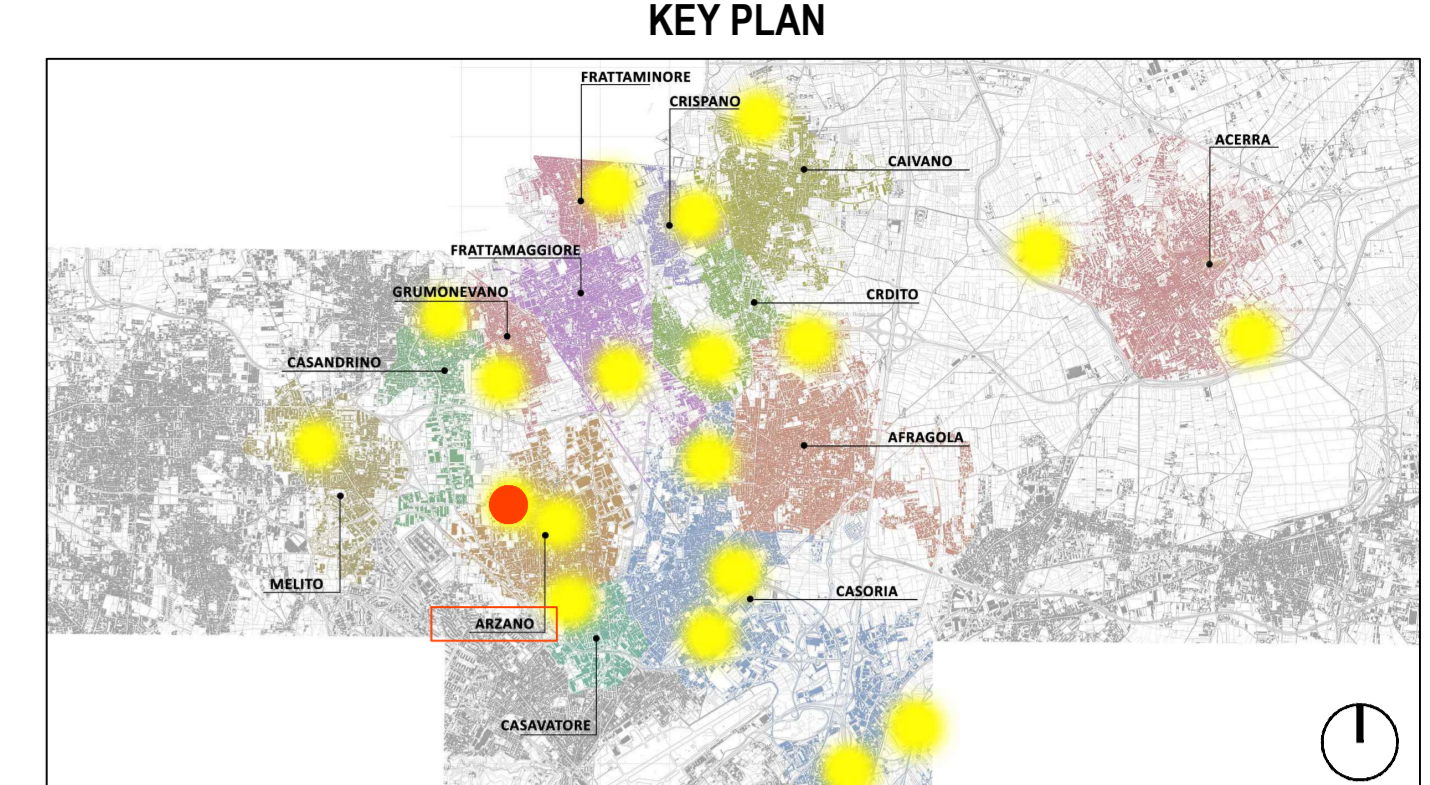 KEY PLAN
FRATTAMINORE
CRISPANO
ACERRA
CAIVANO
FRATTAMAGGIORE
GRUMONEVANO
CRDITO
CASANDRINO
AFRAGOLA
MELITO
CASORIA
ARZANO
CASAVATORE